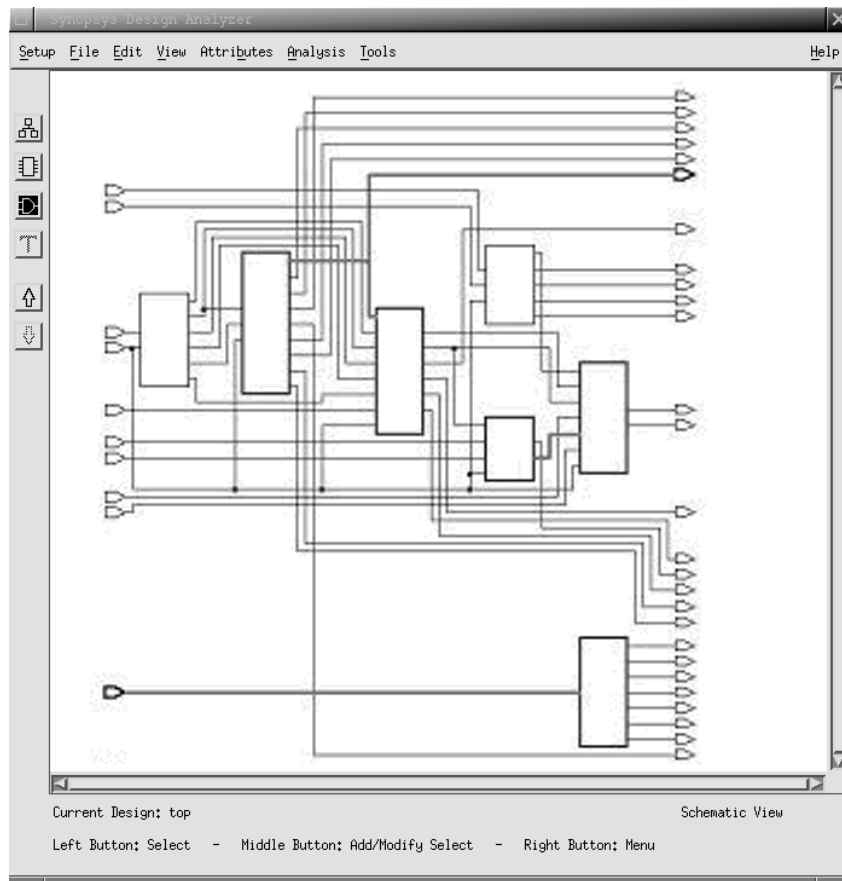 Synopsys Design Analyzer
Setup File Edit View Attributes Analysis Tools Help
Current Design: top Schematic View
Left Button: Select - Middle Button: Add/Modify Select - Right Button: Menu